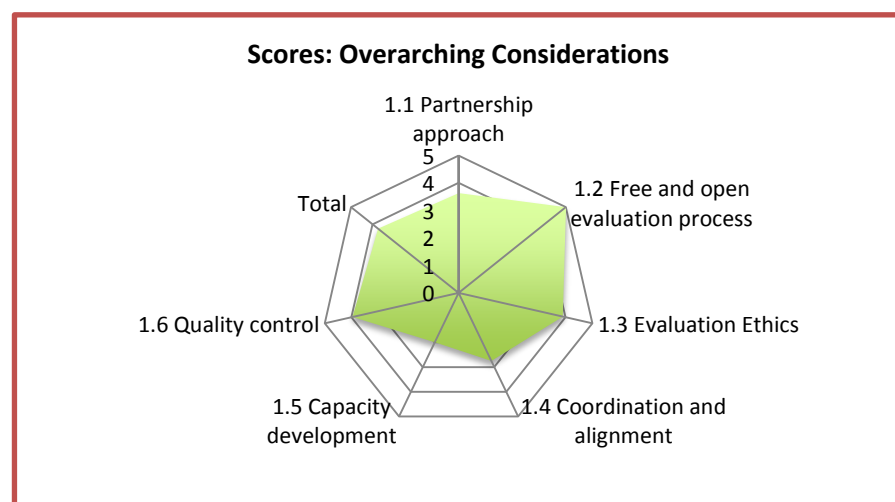 Scores: Overarching Considerations
1.1 Partnership
approach
5
4
3
2
1
0
1.2 Free and open
evaluation process
1.3 Evaluation Ethics
1.4 Coordination and
alignment
1.5 Capacity
development
1.6 Quality control
Total